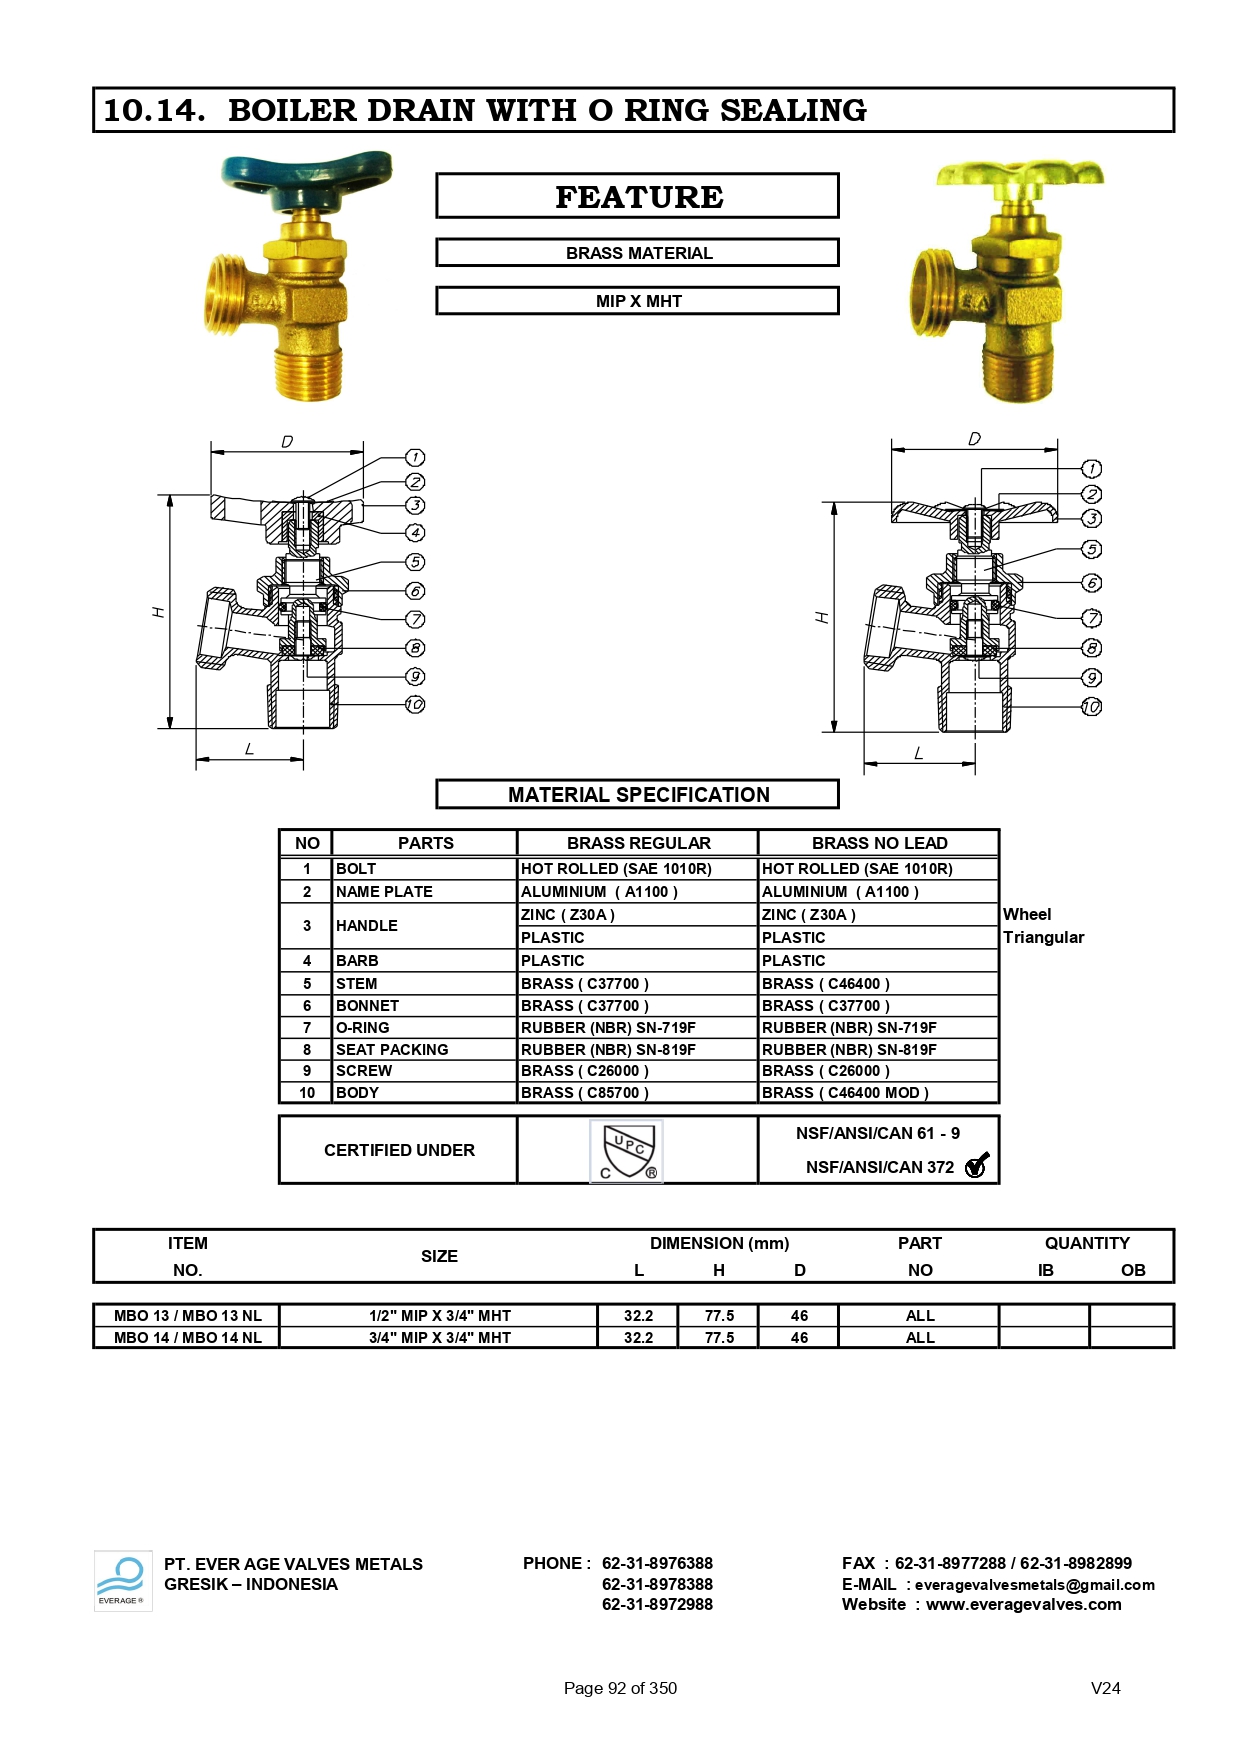 10.14. BOILER DRAIN WITH O RING SEALING
FEATURE
BRASS MATERIAL
MIP X MHT
E.A
E.A
D
1
2
3
4
5
6
7
8
9
10
H
L
D
1
2
3
5
6
7
8
9
10
H
L
MATERIAL SPECIFICATION
NO PARTS BRASS REGULAR BRASS NO LEAD
1 BOLT HOT ROLLED (SAE 1010R) HOT ROLLED (SAE 1010R)
2 NAME PLATE ALUMINIUM ( A1100 ) ALUMINIUM ( A1100 )
3 HANDLE ZINC ( Z30A ) ZINC ( Z30A ) Wheel
PLASTIC PLASTIC Triangular
4 BARB PLASTIC PLASTIC
5 STEM BRASS ( C37700 ) BRASS ( C46400 )
6 BONNET BRASS ( C37700 ) BRASS ( C37700 )
7 O-RING RUBBER (NBR) SN-719F RUBBER (NBR) SN-719F
8 SEAT PACKING RUBBER (NBR) SN-819F RUBBER (NBR) SN-819F
9 SCREW BRASS ( C26000 ) BRASS ( C26000 )
10 BODY BRASS ( C85700 ) BRASS ( C46400 MOD )
CERTIFIED UNDER
UPC
C ®
NSF/ANSI/CAN 61 - 9
NSF/ANSI/CAN 372
ITEM NO. SIZE DIMENSION (mm) PART NO QUANTITY
L H D IB OB
MBO 13 / MBO 13 NL 1/2" MIP X 3/4" MHT 32.2 77.5 46 ALL
MBO 14 / MBO 14 NL 3/4" MIP X 3/4" MHT 32.2 77.5 46 ALL
EVERAGE ®
PT. EVER AGE VALVES METALS
GRESIK – INDONESIA
PHONE : 62-31-8976388
62-31-8978388
62-31-8972988
FAX : 62-31-8977288 / 62-31-8982899
E-MAIL : everagevalvesmetals@gmail.com
Website : www.everagevalves.com
Page 92 of 350
V24